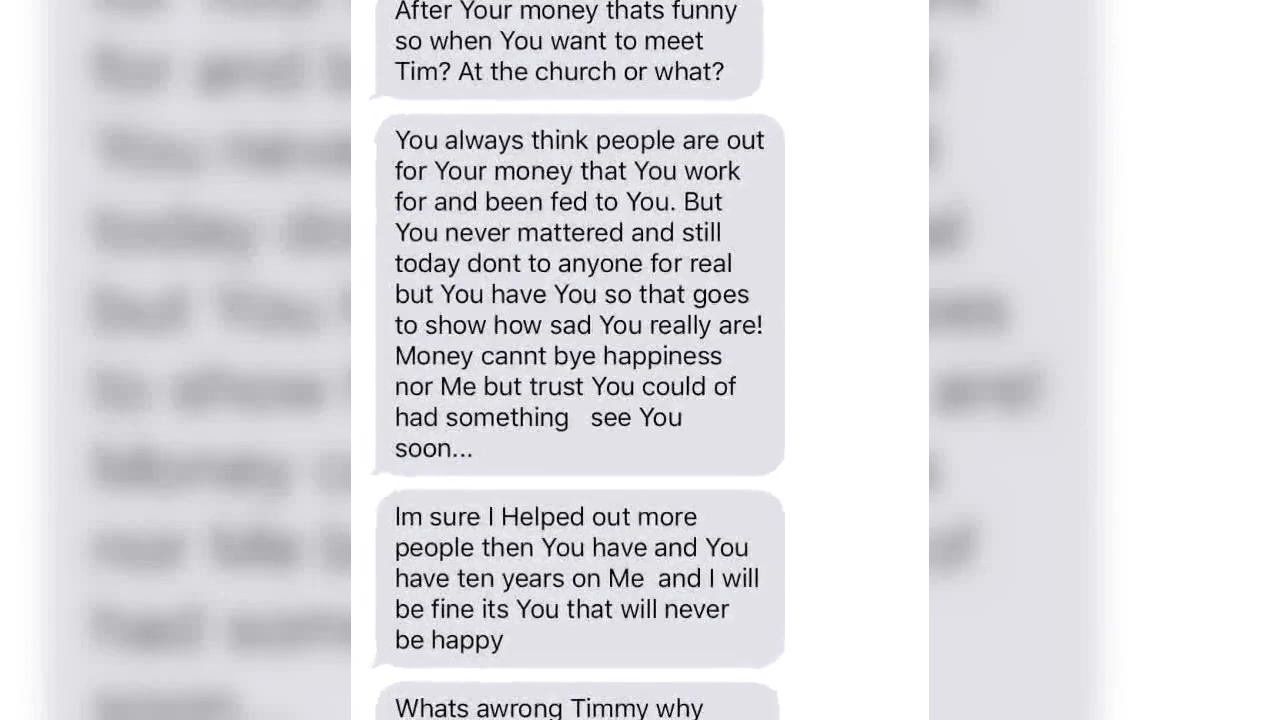 After Your money thats funny
so when You want to meet
Tim? At the church or what?
You always think people are out
for Your money that You work
for and been fed to You. But
You never mattered and still
today dont to anyone for real
but You have You so that goes
to show how sad You really are!
Money cannt bye happiness
nor Me but trust You could of
had something   see You
soon...
Im sure I Helped out more
people then You have and You
have ten years on Me  and I will
be fine its You that will never
be happy
Whats awrong Timmy why